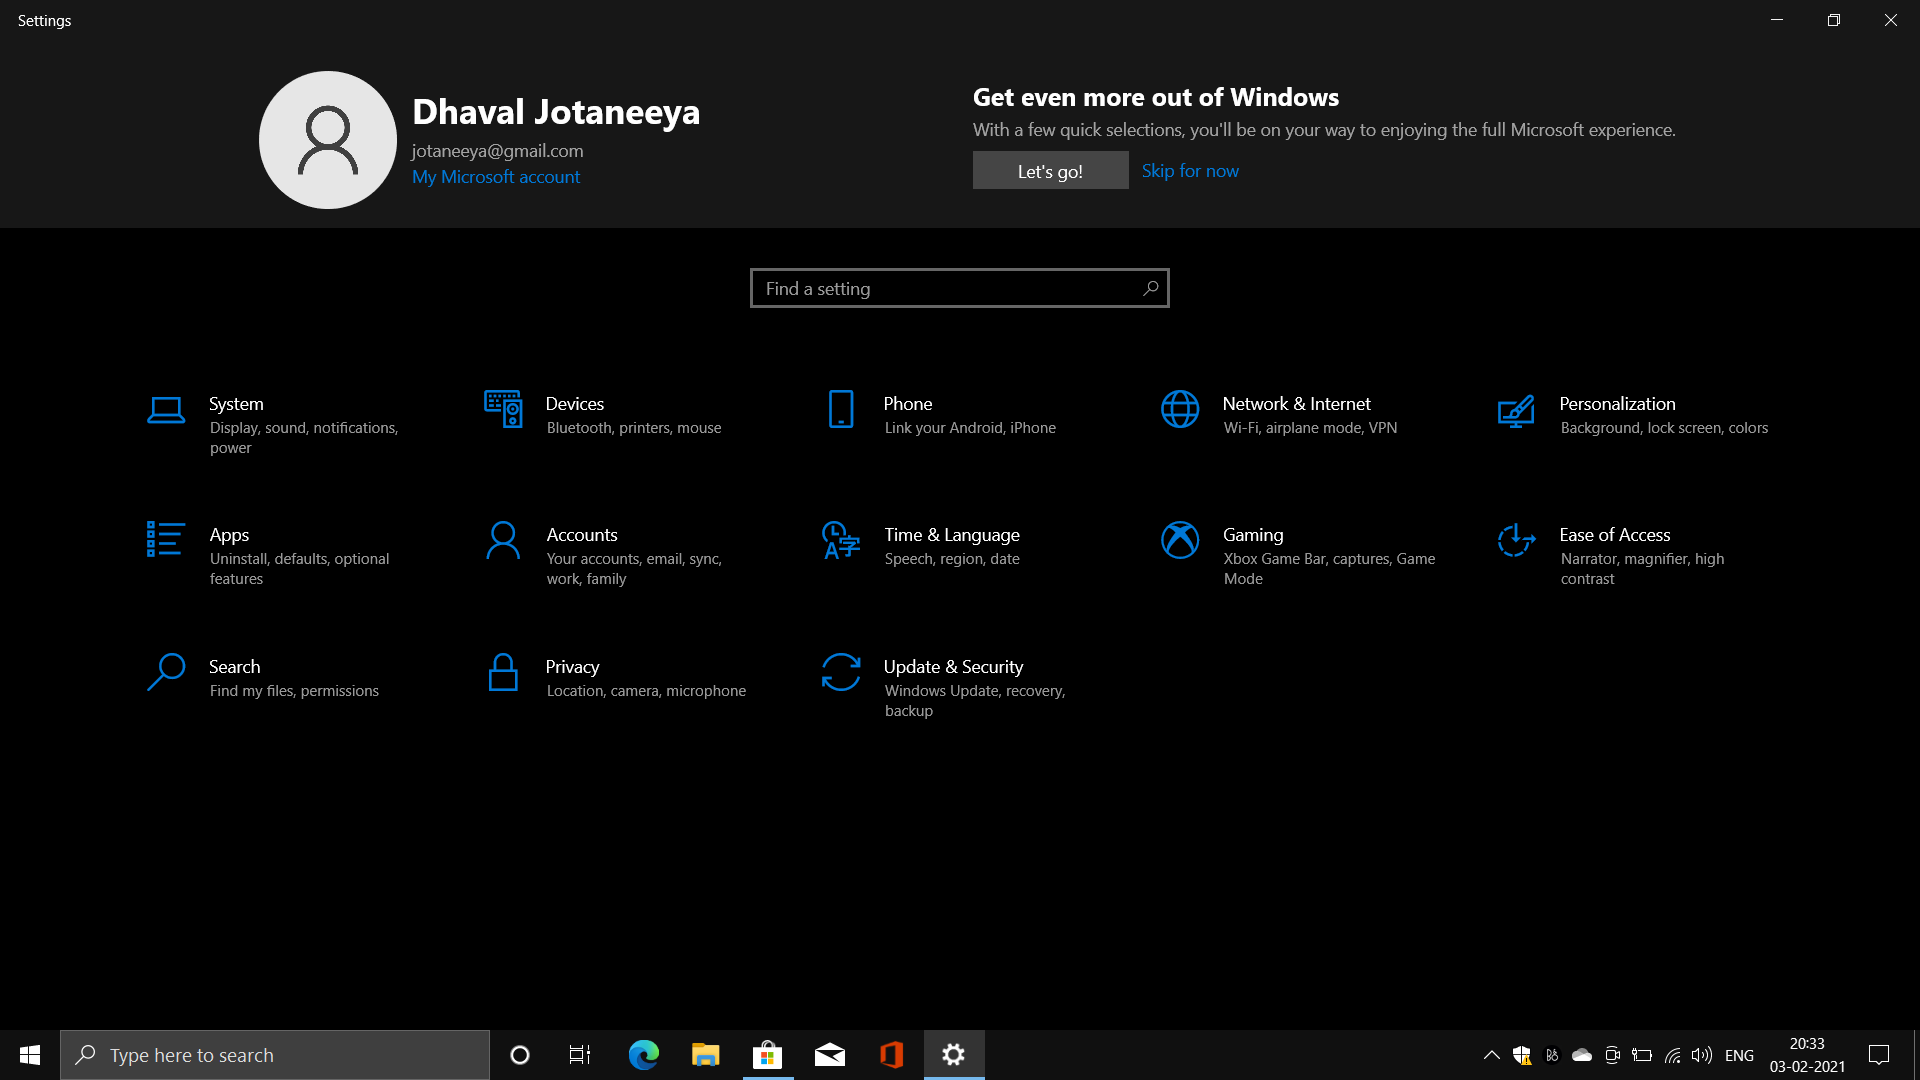 Settings
Dhaval Jotaneeya
jotaneeya@gmail.com
My Microsoft account
Get even more out of Windows
With a few quick selections, you'll be on your way to enjoying the full Microsoft experience.
Let's go!
Skip for now
Find a setting
System
Display, sound, notifications,
power
Devices
Bluetooth, printers, mouse
Phone
Link your Android, iPhone
Network & Internet
Wi-Fi, airplane mode, VPN
Personalization
Background, lock screen, colors
Apps
Uninstall, defaults, optional
features
Accounts
Your accounts, email, sync,
work, family
Time & Language
Speech, region, date
Gaming
Xbox Game Bar, captures, Game
Mode
Ease of Access
Narrator, magnifier, high
contrast
Search
Find my files, permissions
Privacy
Location, camera, microphone
Update & Security
Windows Update, recovery,
backup
Type here to search
ENG
20:33
03-02-2021